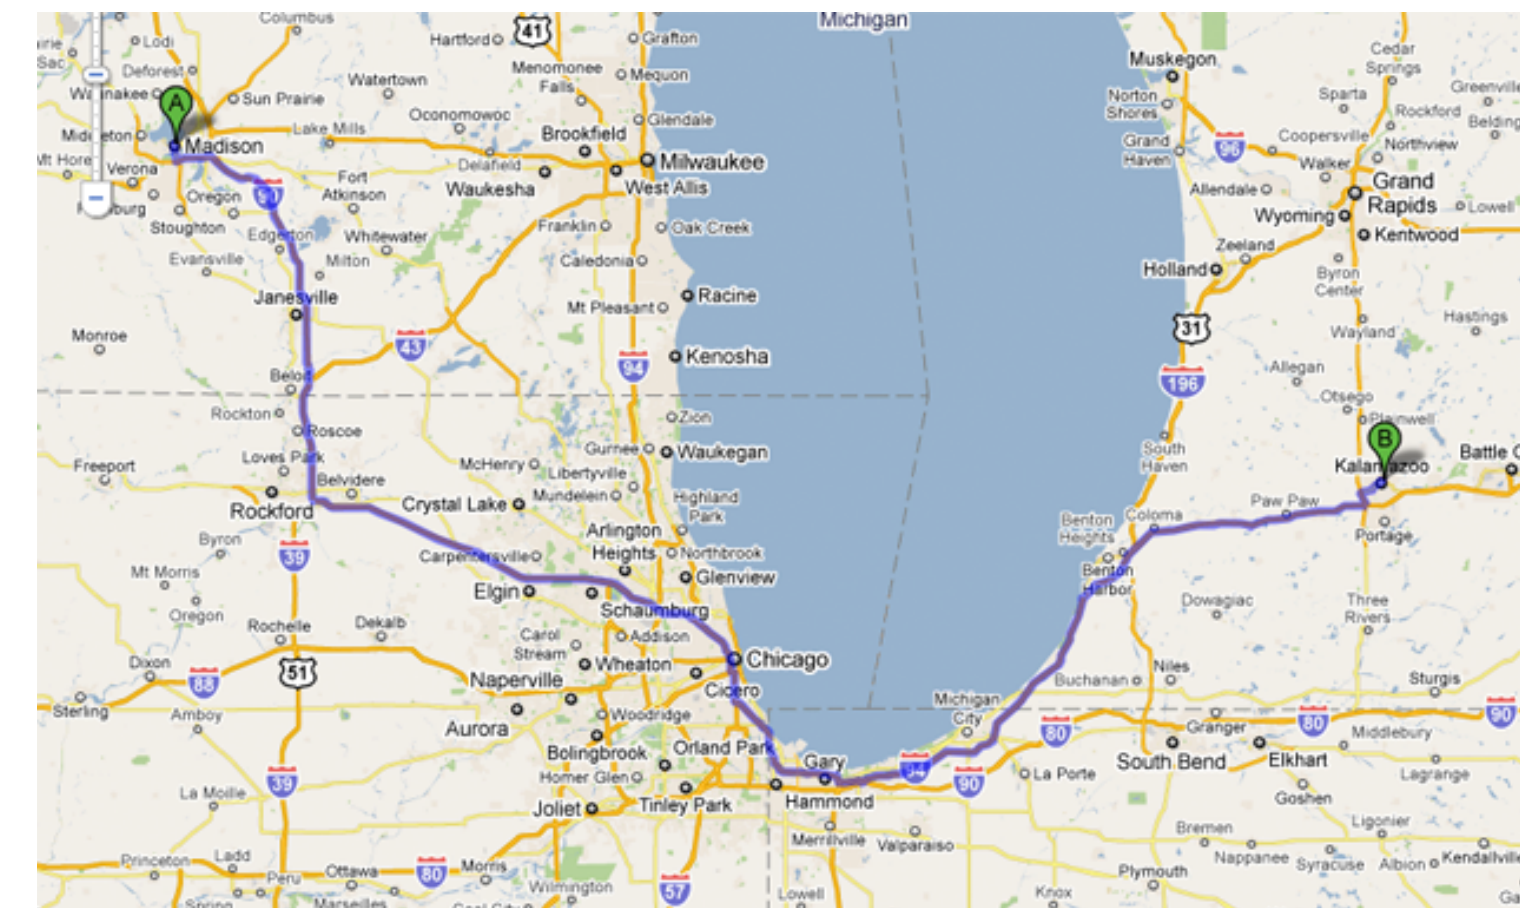 Columbus
Michigan
41
Lodi
Hartford
Grafton
Cedar
Springs
Deforest
Menomonee
Falls
Mequon
Muskegon
Watertown
A
Sun Prairie
Norton
Shores
Sparta
Rockford
Oconomowoc
Glendale
Lake Mills
Brookfield
Grand
Haven
96
Coopersville
Northview
Madison
Delafield
Milwaukee
Walker
Verona
Waukesha
West Allis
Grand
Rapids
Fort
Atkinson
Allendale
Oregon
90
Wyoming
Lowell
Stoughton
Franklin
Oak Creek
Kentwood
Edgerton
Whitewater
Zeeland
Evansville
Milton
Caledonia
Holland
Byron
Center
Janesville
Mt Pleasant
Racine
Hastings
31
Wayland
Monroe
43
Kenosha
94
Allegan
196
Beloit
Otsego
Rockton
Zion
Plainwell
Roscoe
B
Gurnee
Waukegan
South
Haven
Loves Park
Freeport
McHenry
Libertyville
Kalamazoo
Battle
Belvidere
Mundelein
Highland
Park
Paw Paw
Rockford
Crystal Lake
Coloma
Arlington
Heights
Benton
Heights
Byron
39
Carpentersville
Northbrook
Portage
Mt Morris
Elgin
Glenview
Benton
Harbor
Oregon
Schaumburg
Dowagiac
Three
Rivers
Rochelle
Dekalb
Carol
Stream
Addison
Dixon
51
Wheaton
Chicago
Niles
88
Naperville
Cicero
Buchanan
Sturgis
Sterling
Amboy
Aurora
Woodridge
Michigan
City
80
Granger
80
90
Middlebury
Bolingbrook
Orland Park
Gary
94
South Bend
Elkhart
39
Homer Glen
90
La Porte
Lagrange
La Moille
Joliet
Tinley Park
Hammond
Goshen
Merrillville
Valparaiso
Bremen
Ligonier
Princeton
Ladd
Ottawa
80
Morris
Nappanee
Syracuse
Albion
Kendallville
Peru
Wilmington
57
Plymouth
Marseilles
Lowell
Knox